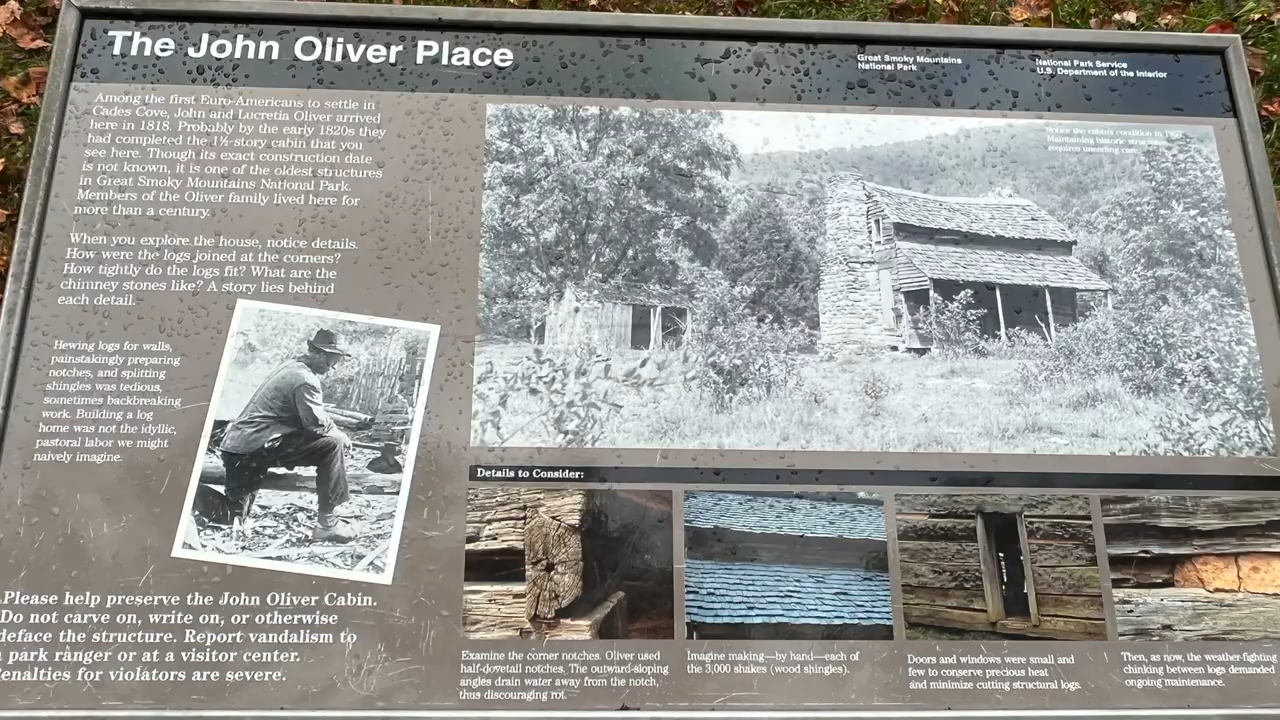 The John Oliver Place
Great Smoky Mountains
National Park
National Park Service
U.S. Department of the Interior
Among the first Euro-Americans to settle in
Cades Cove, John and Lucretia Oliver arrived
here in 1818. Probably by the early 1820s they
had completed the 1½-story cabin that you
see here. Though its exact construction date
is not known, it is one of the oldest structures
in Great Smoky Mountains National Park.
Members of the Oliver family lived here for
more than a century.
When you explore the house, notice details.
How were the logs joined at the corners?
How tightly do the logs fit? What are the
chimney stones like? A story lies behind
each detail.
Notice the cabin's condition in
Maintaining historic structures
requires unending care.
Hewing logs for walls,
painstakingly preparing
notches, and splitting
shingles was tedious,
sometimes backbreaking
work. Building a log
home was not the idyllic,
pastoral labor we might
naively imagine.
Please help preserve the John Oliver Cabin.
Do not carve on, write on, or otherwise
deface the structure. Report vandalism to
park ranger or at a visitor center.
enalties for violators are severe.
Details to Consider:
Examine the corner notches. Oliver used
half-dovetail notches. The outward-sloping
angles drain water away from the notch,
thus discouraging rot.
Imagine making—by hand—each of
the 3,000 shakes (wood shingles).
Doors and windows were small and
few to conserve precious heat
and minimize cutting structural logs.
Then, as now, the weather-fighting
chinking between logs demanded
ongoing maintenance.